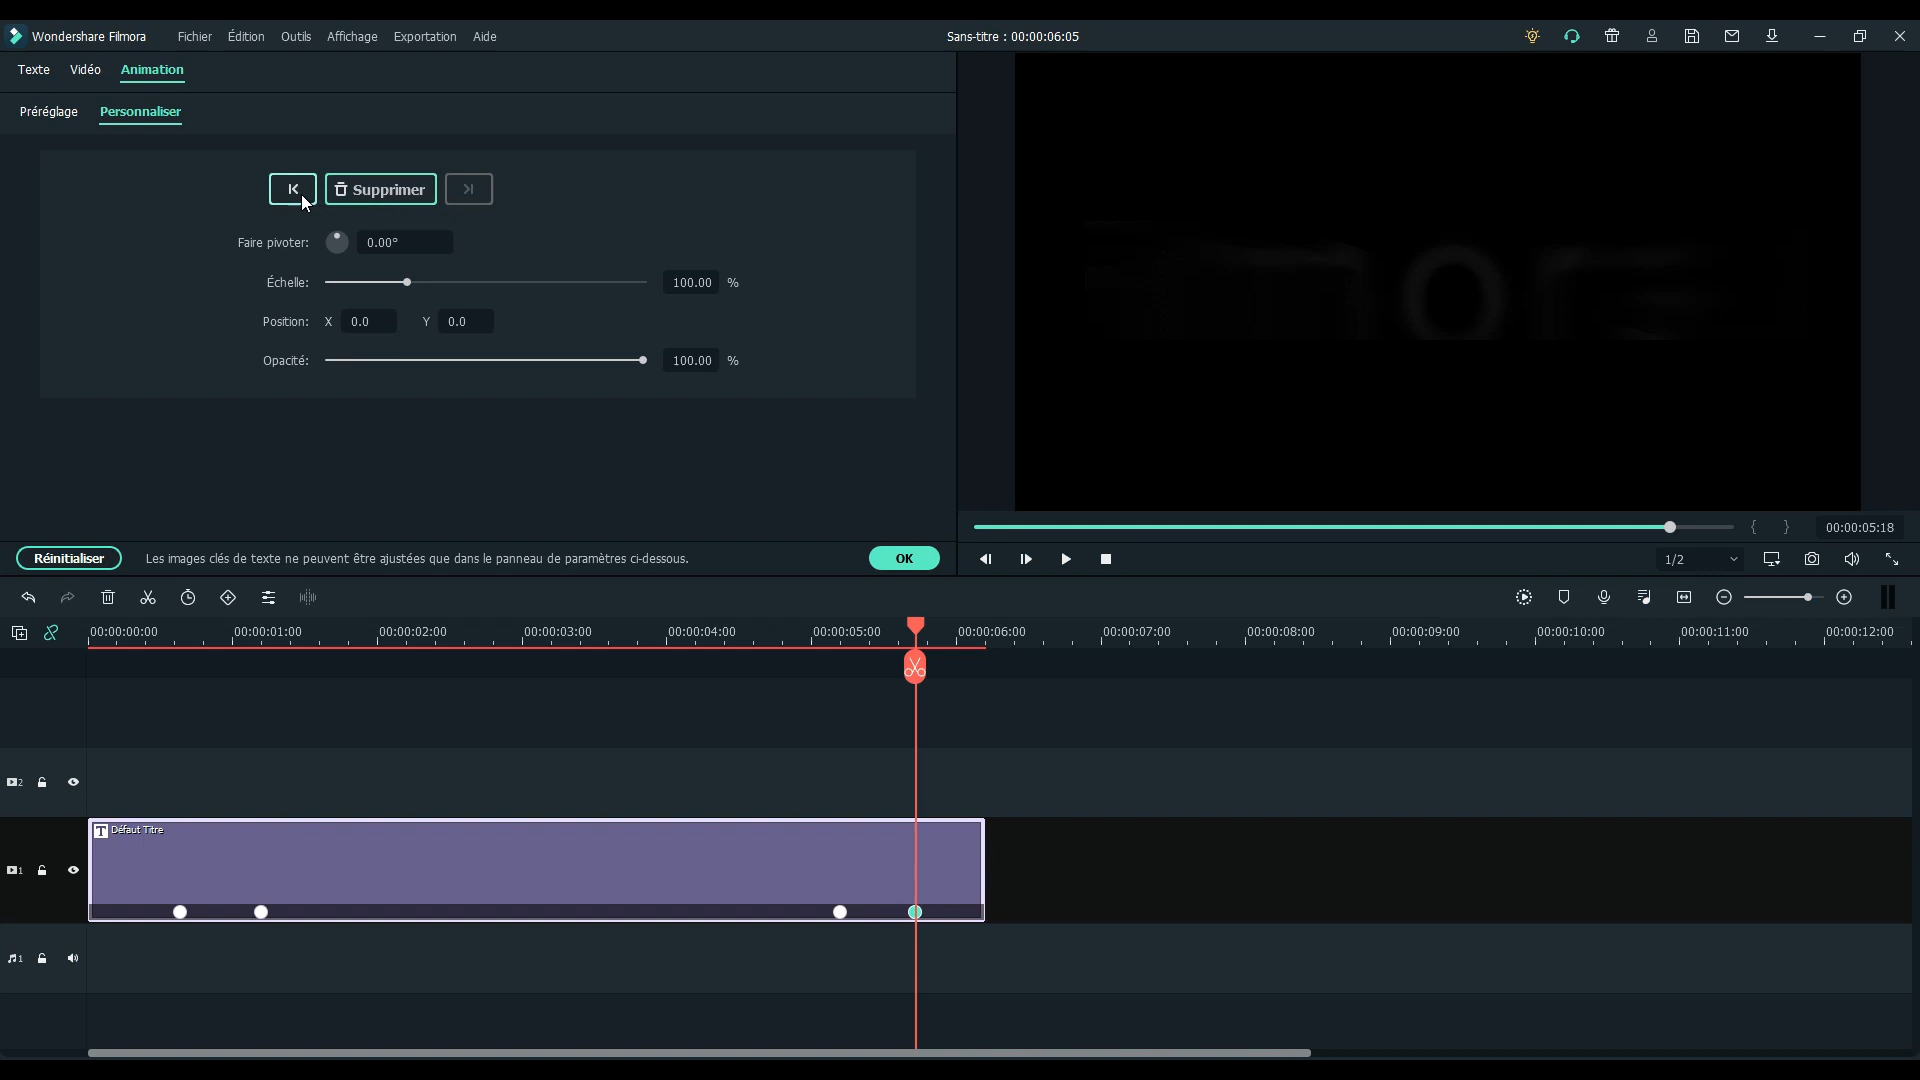 Wondershare Filmora Fichier Édition Outils Affichage Exportation Aide Sans-titre : 00:00:06:05
Texte Vidéo Animation
Préréglage Personnaliser
Supprimer
Faire pivoter: 0.00°
Échelle: 100.00 %
Position: X 0.0 Y 0.0
Opacité: 100.00 %
{ } 00:00:05:18
Réinitialiser Les images clés de texte ne peuvent être ajustées que dans le panneau de paramètres ci-dessous. OK
1/2
00:00:00:00 00:00:01:00 00:00:02:00 00:00:03:00 00:00:04:00 00:00:05:00 00:00:06:00 00:00:07:00 00:00:08:00 00:00:09:00 00:00:10:00 00:00:11:00 00:00:12:00
2
T Défaut Titre
1
1